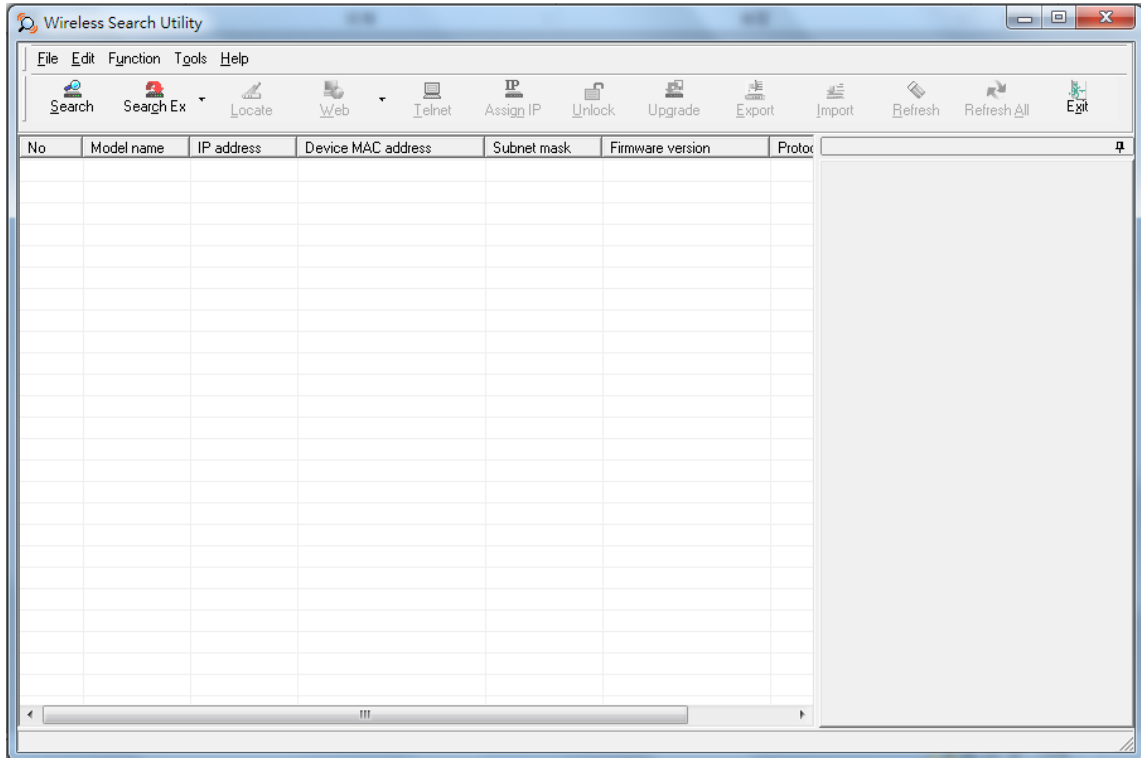 Wireless Search Utility
File Edit Function Tools Help
Search Search Ex Locate Web Telnet Assign IP Unlock Upgrade Export Import Refresh Refresh All Exit
No Model name IP address Device MAC address Subnet mask Firmware version Protoc